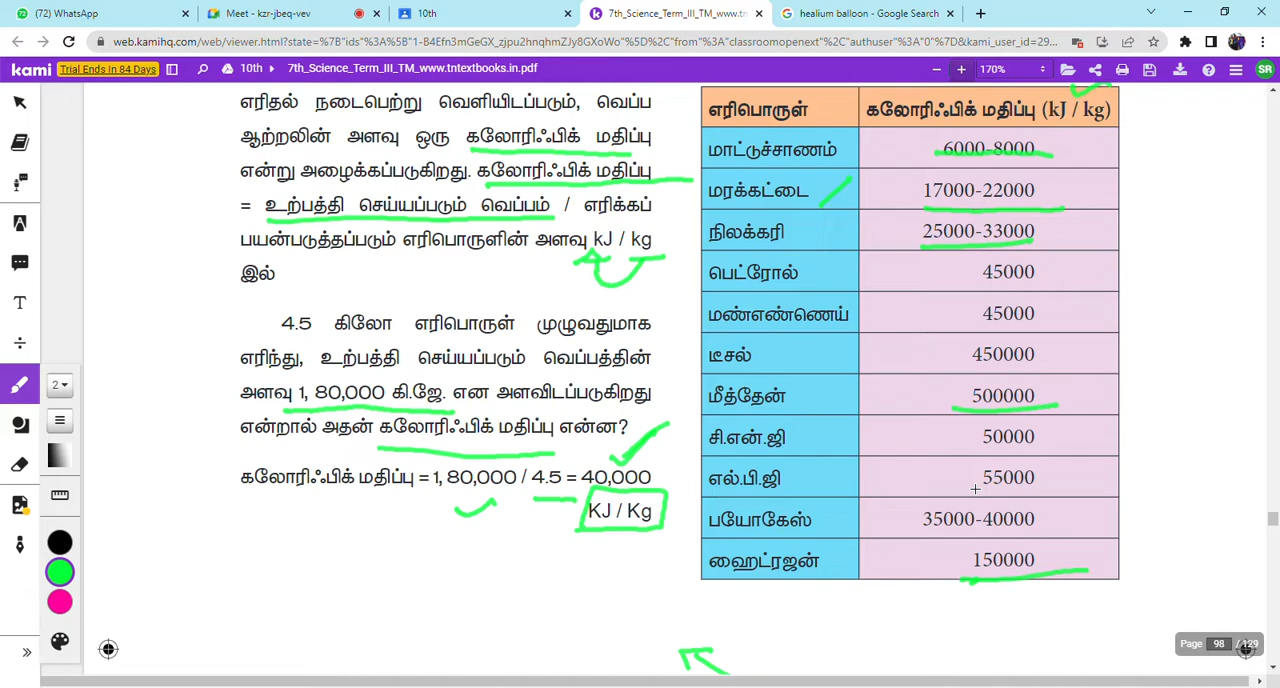 (72) WhatsApp
Meet - kzr-jbeq-vev
10th
7th_Science_Term_III_TM_www.tn
healium balloon - Google Search
web.kamihq.com/web/viewer.html?state=%7B"ids"%3A%5B"1-B4Efn3mGeGX_zjpu2hnqhmZJy8GXoWo"%5D%2C"from"%3A"classroomopennext"%2C"authuser"%3A"0"%7D&kami_user_id=29...
kami
Trial Ends In 84 Days
10th
7th_Science_Term_III_TM_www.tntextbooks.in.pdf
170%
SR
எரிதல் நடைபெற்று வெளியிடப்படும், வெப்ப
ஆற்றலின் அளவு ஒரு கலோரிஃபிக் மதிப்பு
என்று அழைக்கப்படுகிறது. கலோரிஃபிக் மதிப்பு
= உற்பத்தி செய்யப்படும் வெப்பம் / எரிக்கப்
பயன்படுத்தப்படும் எரிபொருளின் அளவு kJ / kg
இல்
4.5 கிலோ எரிபொருள் முழுவதுமாக
எரிந்து, உற்பத்தி செய்யப்படும் வெப்பத்தின்
அளவு 1, 80,000 கி.ஜே. என அளவிடப்படுகிறது
என்றால் அதன் கலோரிஃபிக் மதிப்பு என்ன?
கலோரிஃபிக் மதிப்பு = 1, 80,000 / 4.5 = 40,000
KJ / Kg
எரிபொருள் கலோரிஃபிக் மதிப்பு (kJ / kg)
மாட்டுச்சாணம் 6000-8000
மரக்கட்டை 17000-22000
நிலக்கரி 25000-33000
பெட்ரோல் 45000
மண்எண்ணெய் 45000
டீசல் 450000
மீத்தேன் 500000
சி.என்.ஜி 50000
எல்.பி.ஜி 55000
பயோகேஸ் 35000-40000
ஹைட்ரஜன் 150000
2
Page 98 / 129